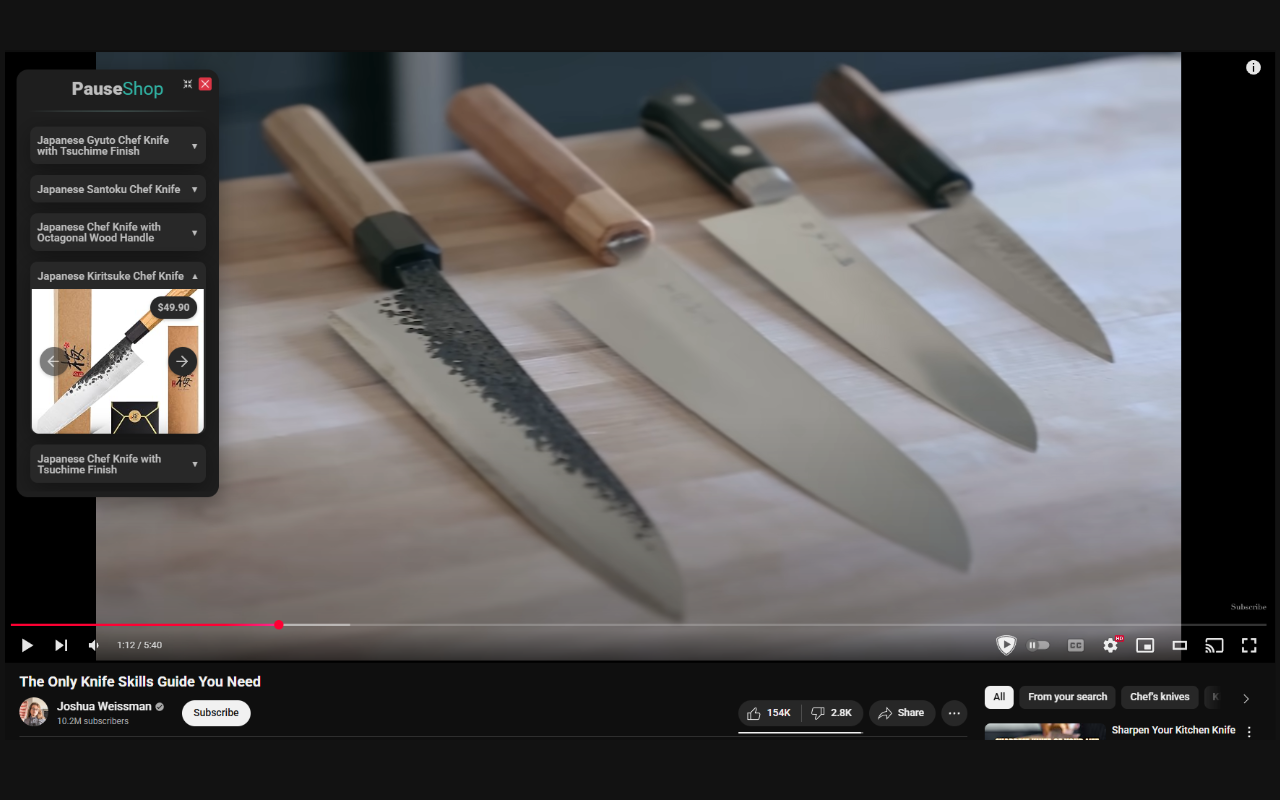 PauseShop
Japanese Gyuto Chef Knife
with Tsuchime Finish
Japanese Santoku Chef Knife
Japanese Chef Knife with
Octagonal Wood Handle
Japanese Kiritsuke Chef Knife
$49.90
Japanese Chef Knife with
Tsuchime Finish
Subscribe
1:12 / 5:40
CC
HD
The Only Knife Skills Guide You Need
Joshua Weissman
10.2M subscribers
Subscribe
154K
2.8K
Share
All
From your search
Chef's knives
Sharpen Your Kitchen Knife